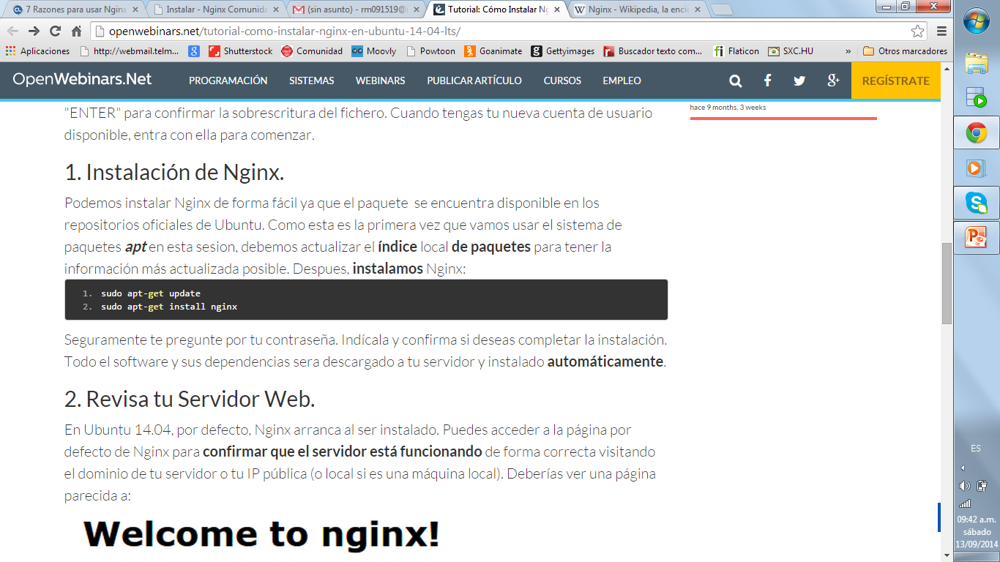 7 Razones para usar Nginx
Instalar - Nginx Comunida
(sin asunto) - rm091519@
Tutorial: Cómo Instalar Ng
Nginx - Wikipedia, la enci
openwebinars.net/tutorial-como-instalar-nginx-en-ubuntu-14-04-lts/
Aplicaciones http://webmail.telm... Shutterstock Comunidad Moovly Powtoon Goanimate Gettyimages Buscador texto com... Flaticon SXC.HU » Otros marcadores
OpenWebinars.Net PROGRAMACIÓN SISTEMAS WEBINARS PUBLICAR ARTÍCULO CURSOS EMPLEO REGÍSTRATE
"ENTER" para confirmar la sobrescritura del fichero. Cuando tengas tu nueva cuenta de usuario
disponible, entra con ella para comenzar.
hace 9 months, 3 weeks
1. Instalación de Nginx.
Podemos instalar Nginx de forma fácil ya que el paquete se encuentra disponible en los
repositorios oficiales de Ubuntu. Como esta es la primera vez que vamos usar el sistema de
paquetes apt en esta sesion, debemos actualizar el índice local de paquetes para tener la
información más actualizada posible. Despues, instalamos Nginx:
1. sudo apt-get update
2. sudo apt-get install nginx
Seguramente te pregunte por tu contraseña. Indícala y confirma si deseas completar la instalación.
Todo el software y sus dependencias sera descargado a tu servidor y instalado automáticamente.
2. Revisa tu Servidor Web.
En Ubuntu 14.04, por defecto, Nginx arranca al ser instalado. Puedes acceder a la página por
defecto de Nginx para confirmar que el servidor está funcionando de forma correcta visitando
el dominio de tu servidor o tu IP pública (o local si es una máquina local). Deberías ver una página
parecida a:
Welcome to nginx!
ES
09:42 a.m.
sábado
13/09/2014